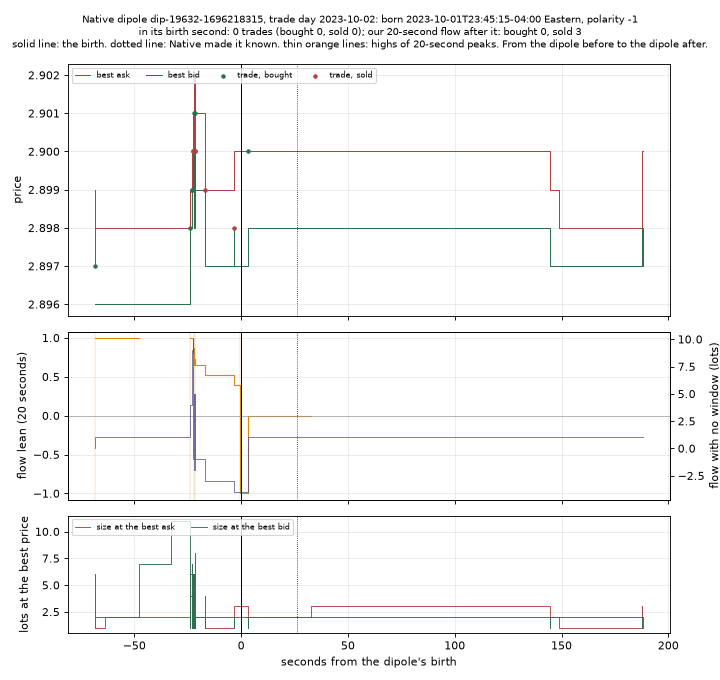 Native dipole dip-19632-1696218315, trade day 2023-10-02: born 2023-10-01T23:45:15-04:00 Eastern, polarity -1
in its birth second: 0 trades (bought 0, sold 0); our 20-second flow after it: bought 0, sold 3
solid line: the birth. dotted line: Native made it known. thin orange lines: highs of 20-second peaks. From the dipole before to the dipole after.
best ask best bid trade, bought trade, sold
2.902
2.901
2.900
2.899
2.898
2.897
2.896
price
1.0
0.5
0.0
−0.5
−1.0
flow lean (20 seconds)
10.0
7.5
5.0
2.5
0.0
−2.5
flow with no window (lots)
size at the best ask size at the best bid
10.0
7.5
5.0
2.5
lots at the best price
−50 0 50 100 150 200
seconds from the dipole's birth